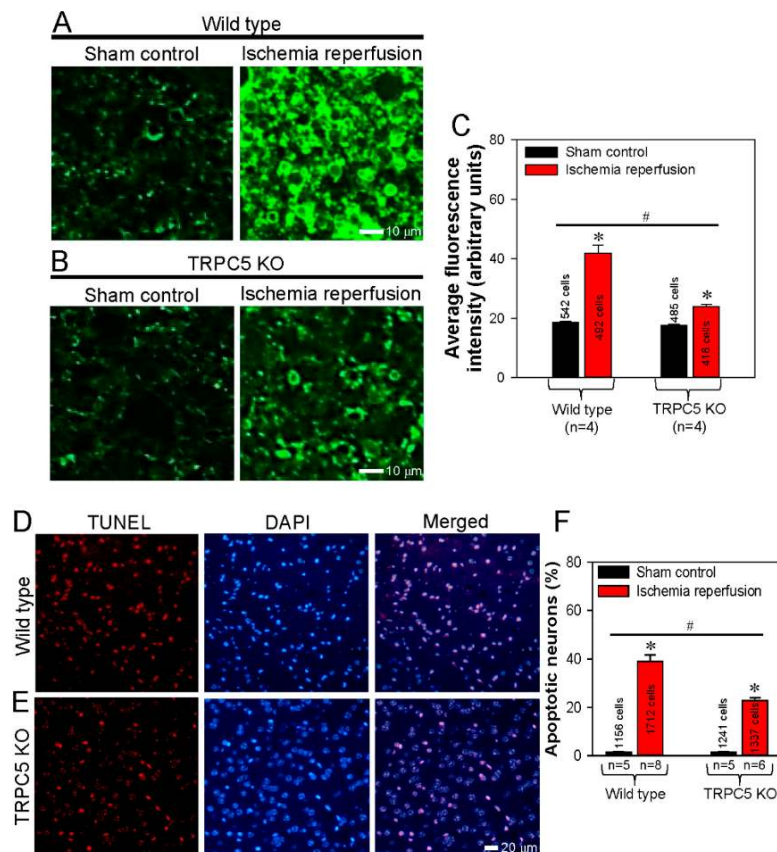 A
Wild type
Sham control
Ischemia reperfusion
10 μm
B
TRPC5 KO
Sham control
Ischemia reperfusion
10 μm
C
80
60
40
20
0
Average fluorescence
intensity (arbitrary units)
Sham control
Ischemia reperfusion
#
*
*
542 cells
492 cells
485 cells
416 cells
Wild type
(n=4)
TRPC5 KO
(n=4)
D
TUNEL
DAPI
Merged
Wild type
E
TRPC5 KO
20 μm
F
80
60
40
20
0
Apoptotic neurons (%)
Sham control
Ischemia reperfusion
#
*
*
1156 cells
1712 cells
1241 cells
1337 cells
n=5
n=8
n=5
n=6
Wild type
TRPC5 KO